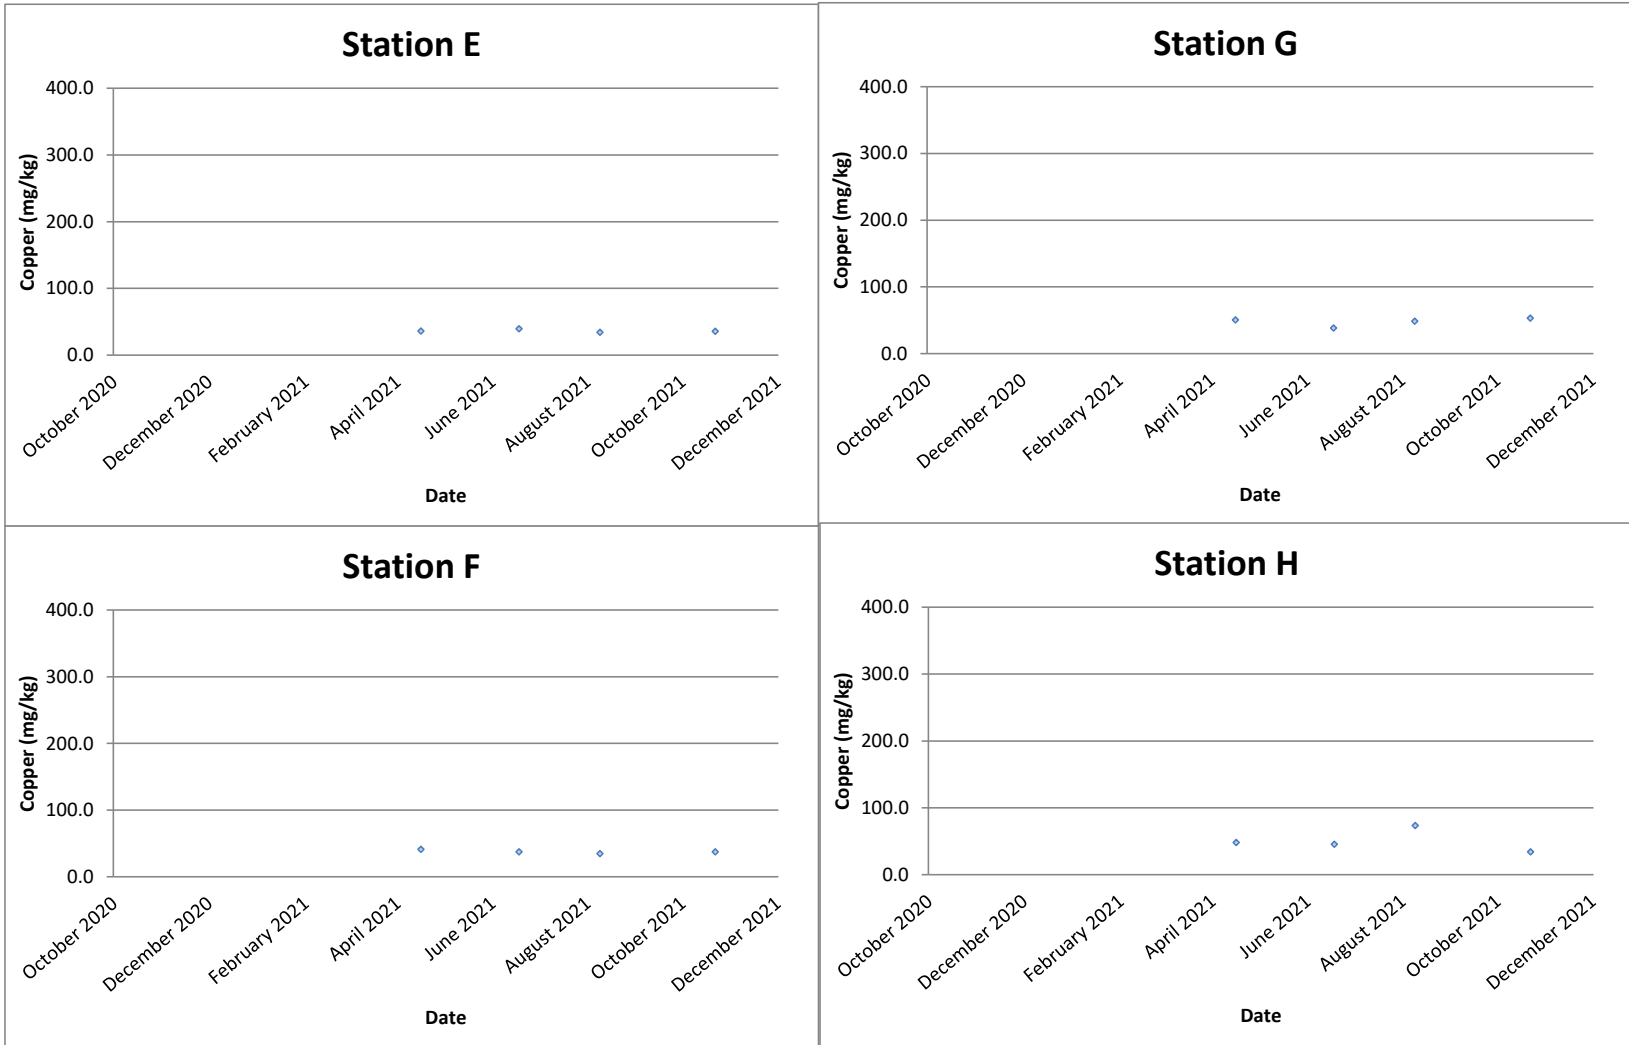 Station E
400.0
300.0
200.0
100.0
0.0
Copper (mg/kg)
October 2020
December 2020
February 2021
April 2021
June 2021
August 2021
October 2021
December 2021
Date
Station G
400.0
300.0
200.0
100.0
0.0
Copper (mg/kg)
October 2020
December 2020
February 2021
April 2021
June 2021
August 2021
October 2021
December 2021
Date
Station F
400.0
300.0
200.0
100.0
0.0
Copper (mg/kg)
October 2020
December 2020
February 2021
April 2021
June 2021
August 2021
October 2021
December 2021
Date
Station H
400.0
300.0
200.0
100.0
0.0
Copper (mg/kg)
October 2020
December 2020
February 2021
April 2021
June 2021
August 2021
October 2021
December 2021
Date